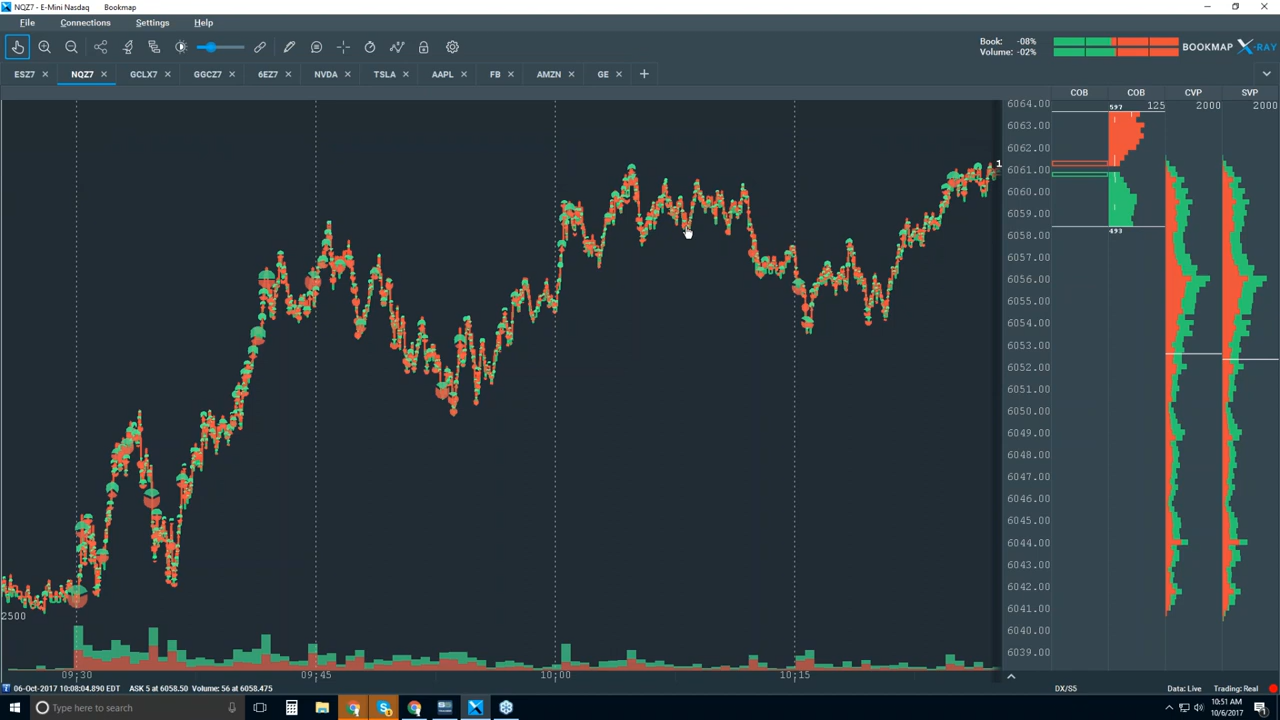 NQZ7 - E-Mini Nasdaq Bookmap
File Connections Settings Help
Book: -08%
Volume: -02%
BOOKMAP X-RAY
ESZ7 NQZ7 GCLX7 GGCZ7 6EZ7 NVDA TSLA AAPL FB AMZN GE
COB COB CVP SVP
597 125 2000 2000
6064.00
6063.00
6062.00
1
6061.00
6060.00
6059.00
493
6058.00
6057.00
6056.00
6055.00
6054.00
6053.00
6052.00
6051.00
6050.00
6049.00
6048.00
6047.00
6046.00
6045.00
6044.00
6043.00
6042.00
6041.00
2500
6040.00
6039.00
09:30 09:45 10:00 10:15
06-Oct-2017 10:08:04.890 EDT ASK 5 at 6058.50 Volume: 56 at 6058.475 DX/S5 Data: Live Trading: Real
Type here to search
10:51 AM
10/6/2017
1